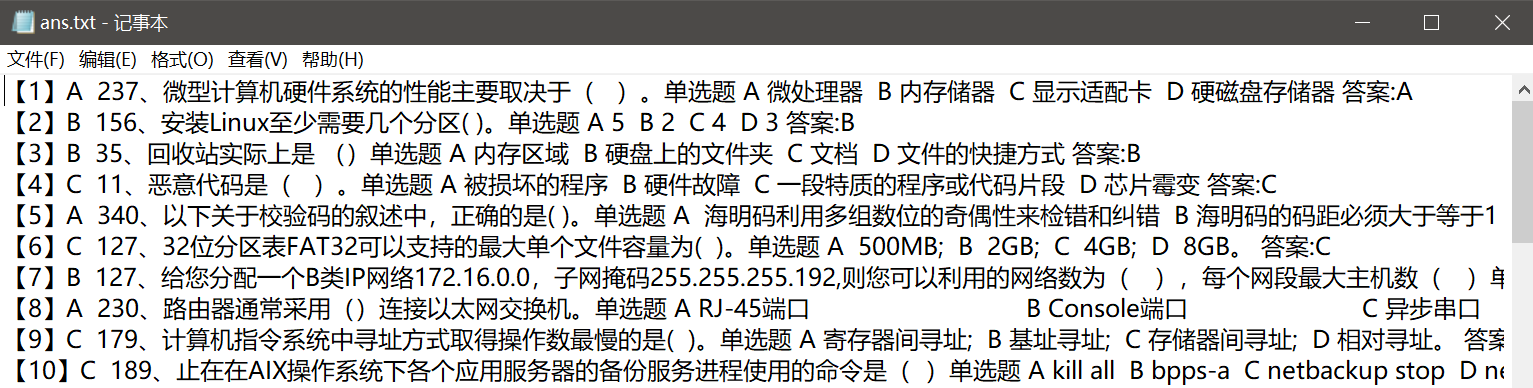 ans.txt - 记事本
文件(F) 编辑(E) 格式(O) 查看(V) 帮助(H)
【1】A 237、微型计算机硬件系统的性能主要取决于（ ）。单选题 A 微处理器 B 内存储器 C 显示适配卡 D 硬磁盘存储器 答案:A
【2】B 156、安装Linux至少需要几个分区( )。单选题 A 5 B 2 C 4 D 3 答案:B
【3】B 35、回收站实际上是 （）单选题 A 内存区域 B 硬盘上的文件夹 C 文档 D 文件的快捷方式 答案:B
【4】C 11、恶意代码是（ ）。单选题 A 被损坏的程序 B 硬件故障 C 一段特质的程序或代码片段 D 芯片霉变 答案:C
【5】A 340、以下关于校验码的叙述中，正确的是( )。单选题 A 海明码利用多组数位的奇偶性来检错和纠错 B 海明码的码距必须大于等于1
【6】C 127、32位分区表FAT32可以支持的最大单个文件容量为( )。单选题 A 500MB; B 2GB; C 4GB; D 8GB。 答案:C
【7】B 127、给您分配一个B类IP网络172.16.0.0，子网掩码255.255.255.192,则您可以利用的网络数为（ ），每个网段最大主机数（ ）单
【8】A 230、路由器通常采用（）连接以太网交换机。单选题 A RJ-45端口 B Console端口 C 异步串口
【9】C 179、计算机指令系统中寻址方式取得操作数最慢的是( )。单选题 A 寄存器间寻址; B 基址寻址; C 存储器间寻址; D 相对寻址。 答案
【10】C 189、止在在AIX操作系统下各个应用服务器的备份服务进程使用的命令是（ ）单选题 A kill all B bpps-a C netbackup stop D ne